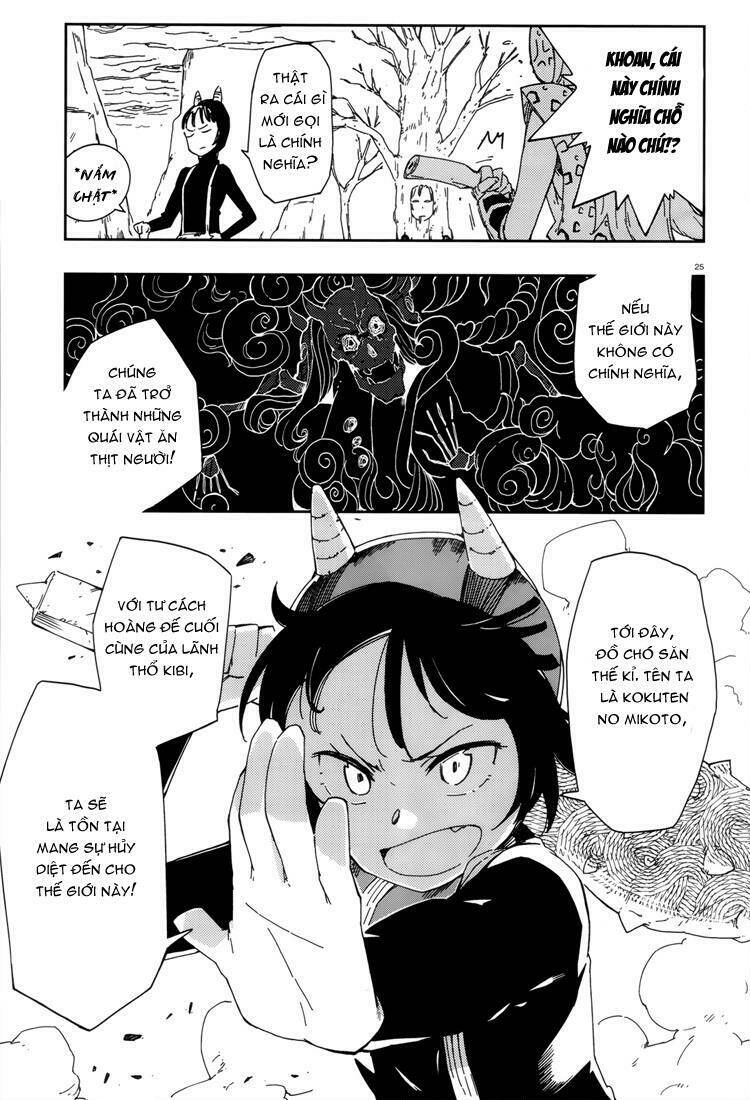 KHOAN, CÁI
NÀY CHÍNH
NGHĨA CHỖ
NÀO CHỨ!?
THẬT
RA CÁI GÌ
MỚI GỌI
LÀ CHÍNH
NGHĨA?
*NẮM
CHẶT*
25
NẾU
THẾ GIỚI NÀY
KHÔNG CÓ
CHÍNH NGHĨA,
CHÚNG
TA ĐÃ TRỞ
THÀNH NHỮNG
QUÁI VẬT ĂN
THỊT NGƯỜI!
TỚI ĐÂY,
ĐỒ CHÓ SĂN
THẾ KỈ. TÊN TA
LÀ KOKUTEN
NO MIKOTO,
VỚI TƯ CÁCH
HOÀNG ĐẾ CUỐI
CÙNG CỦA LÃNH
THỔ KIBI,
TA SẼ
LÀ TỒN TẠI
MANG SỰ HỦY
DIỆT ĐẾN CHO
THẾ GIỚI NÀY!